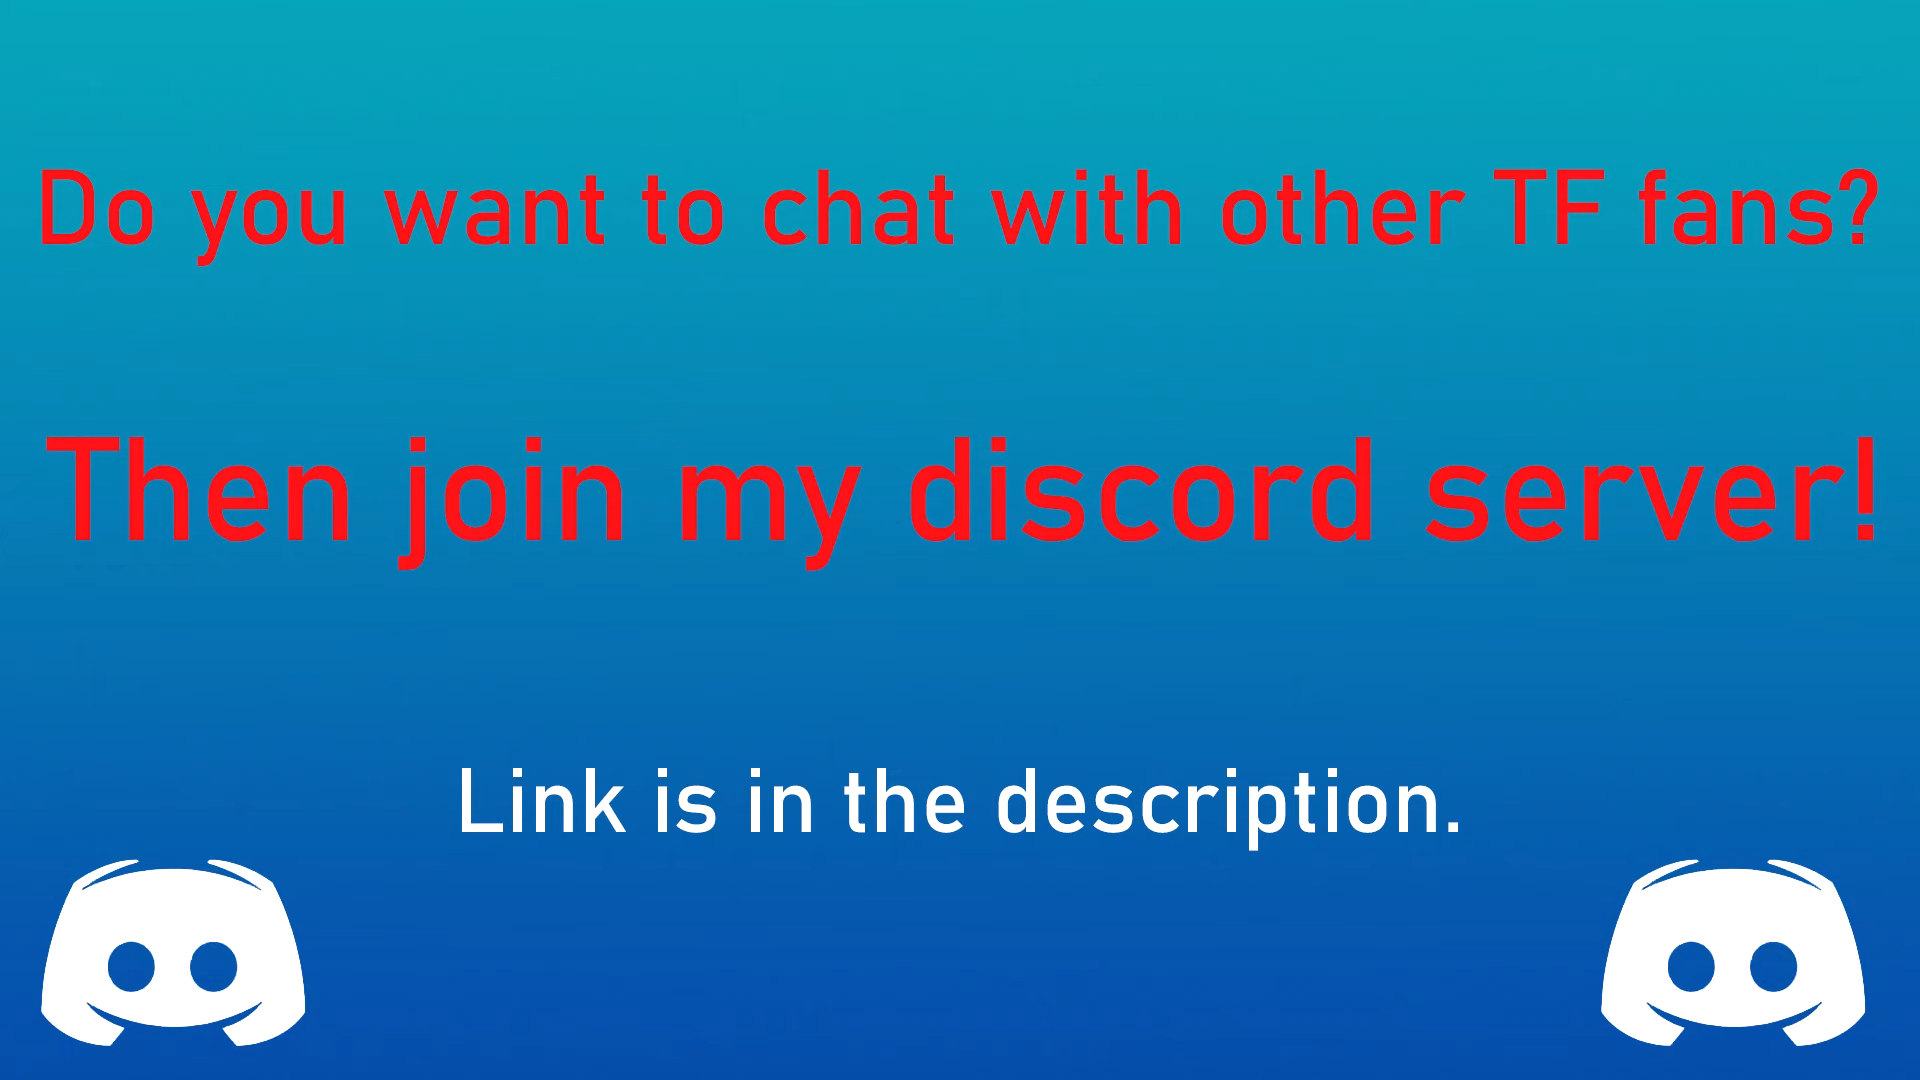 Do you want to chat with other TF fans?
Then join my discord server!
Link is in the description.